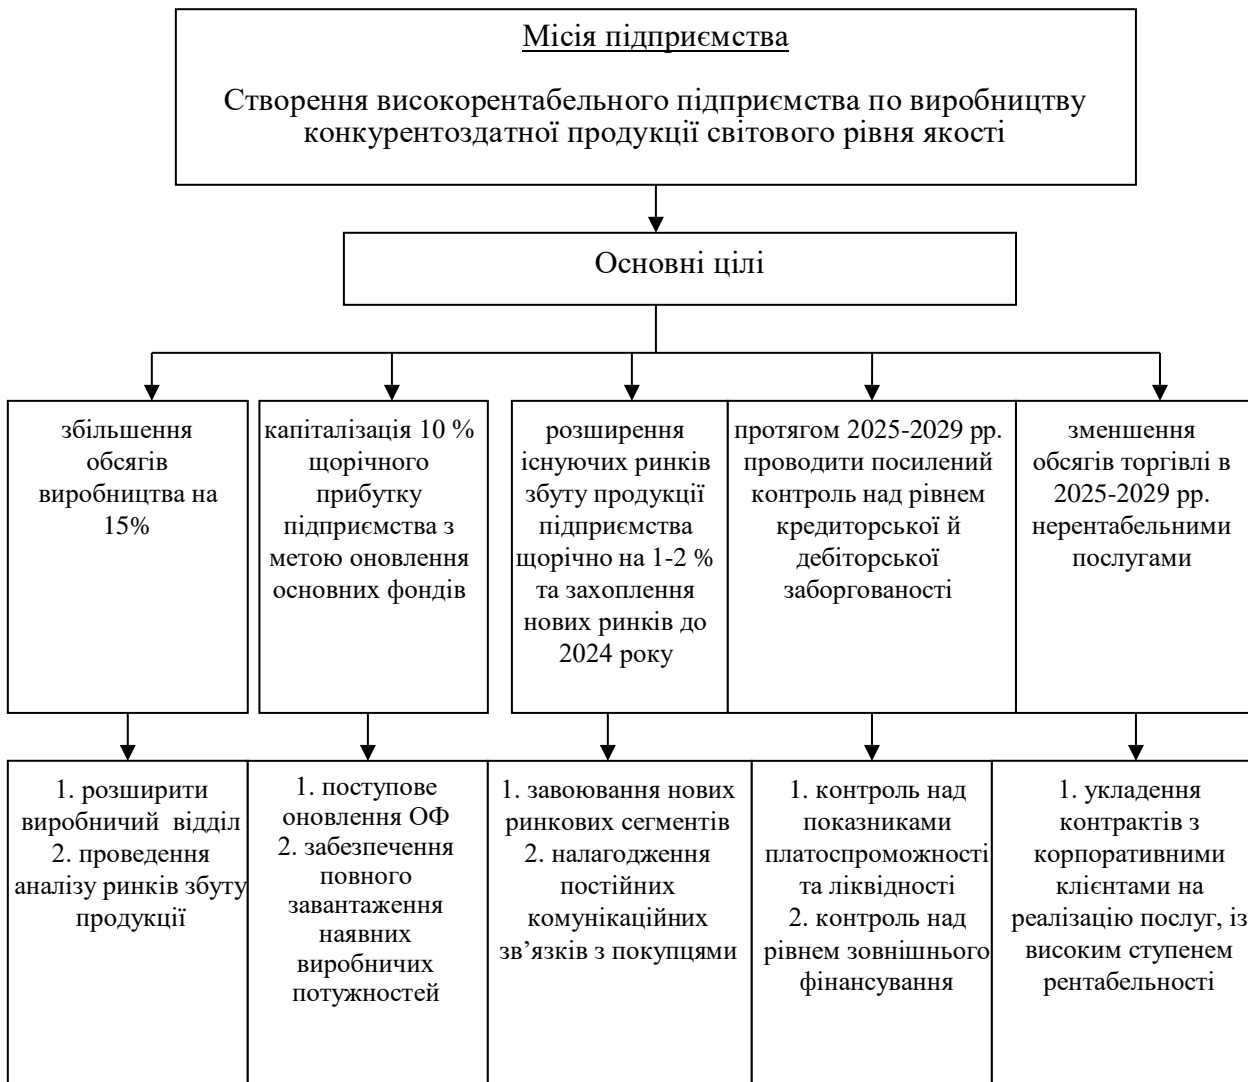 Місія підприємства
Створення високорентабельного підприємства по виробництву
конкурентоздатної продукції світового рівня якості
Основні цілі
збільшення
обсягів
виробництва на
15%
капіталізація 10 %
щорічного
прибутку
підприємства з
метою оновлення
основних фондів
розширення
існуючих ринків
збуту продукції
підприємства
щорічно на 1-2 %
та захоплення
нових ринків до
2024 року
протягом 2025-2029 рр.
проводити посилений
контроль над рівнем
кредиторської й
дебіторської
заборгованості
зменшення
обсягів торгівлі в
2025-2029 рр.
нерентабельними
послугами
1. розширити
виробничий відділ
2. проведення
аналізу ринків збуту
продукції
1. поступове
оновлення ОФ
2. забезпечення
повного
завантаження
наявних
виробничих
потужностей
1. завоювання нових
ринкових сегментів
2. налагодження
постійних
комунікаційних
зв’язків з покупцями
1. контроль над
показниками
платоспроможності
та ліквідності
2. контроль над
рівнем зовнішнього
фінансування
1. укладення
контрактів з
корпоративними
клієнтами на
реалізацію послуг, із
високим ступенем
рентабельності